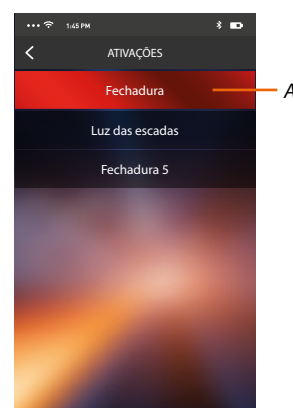 1:45 PM
ATIVAÇÕES
Fechadura
A
Luz das escadas
Fechadura 5